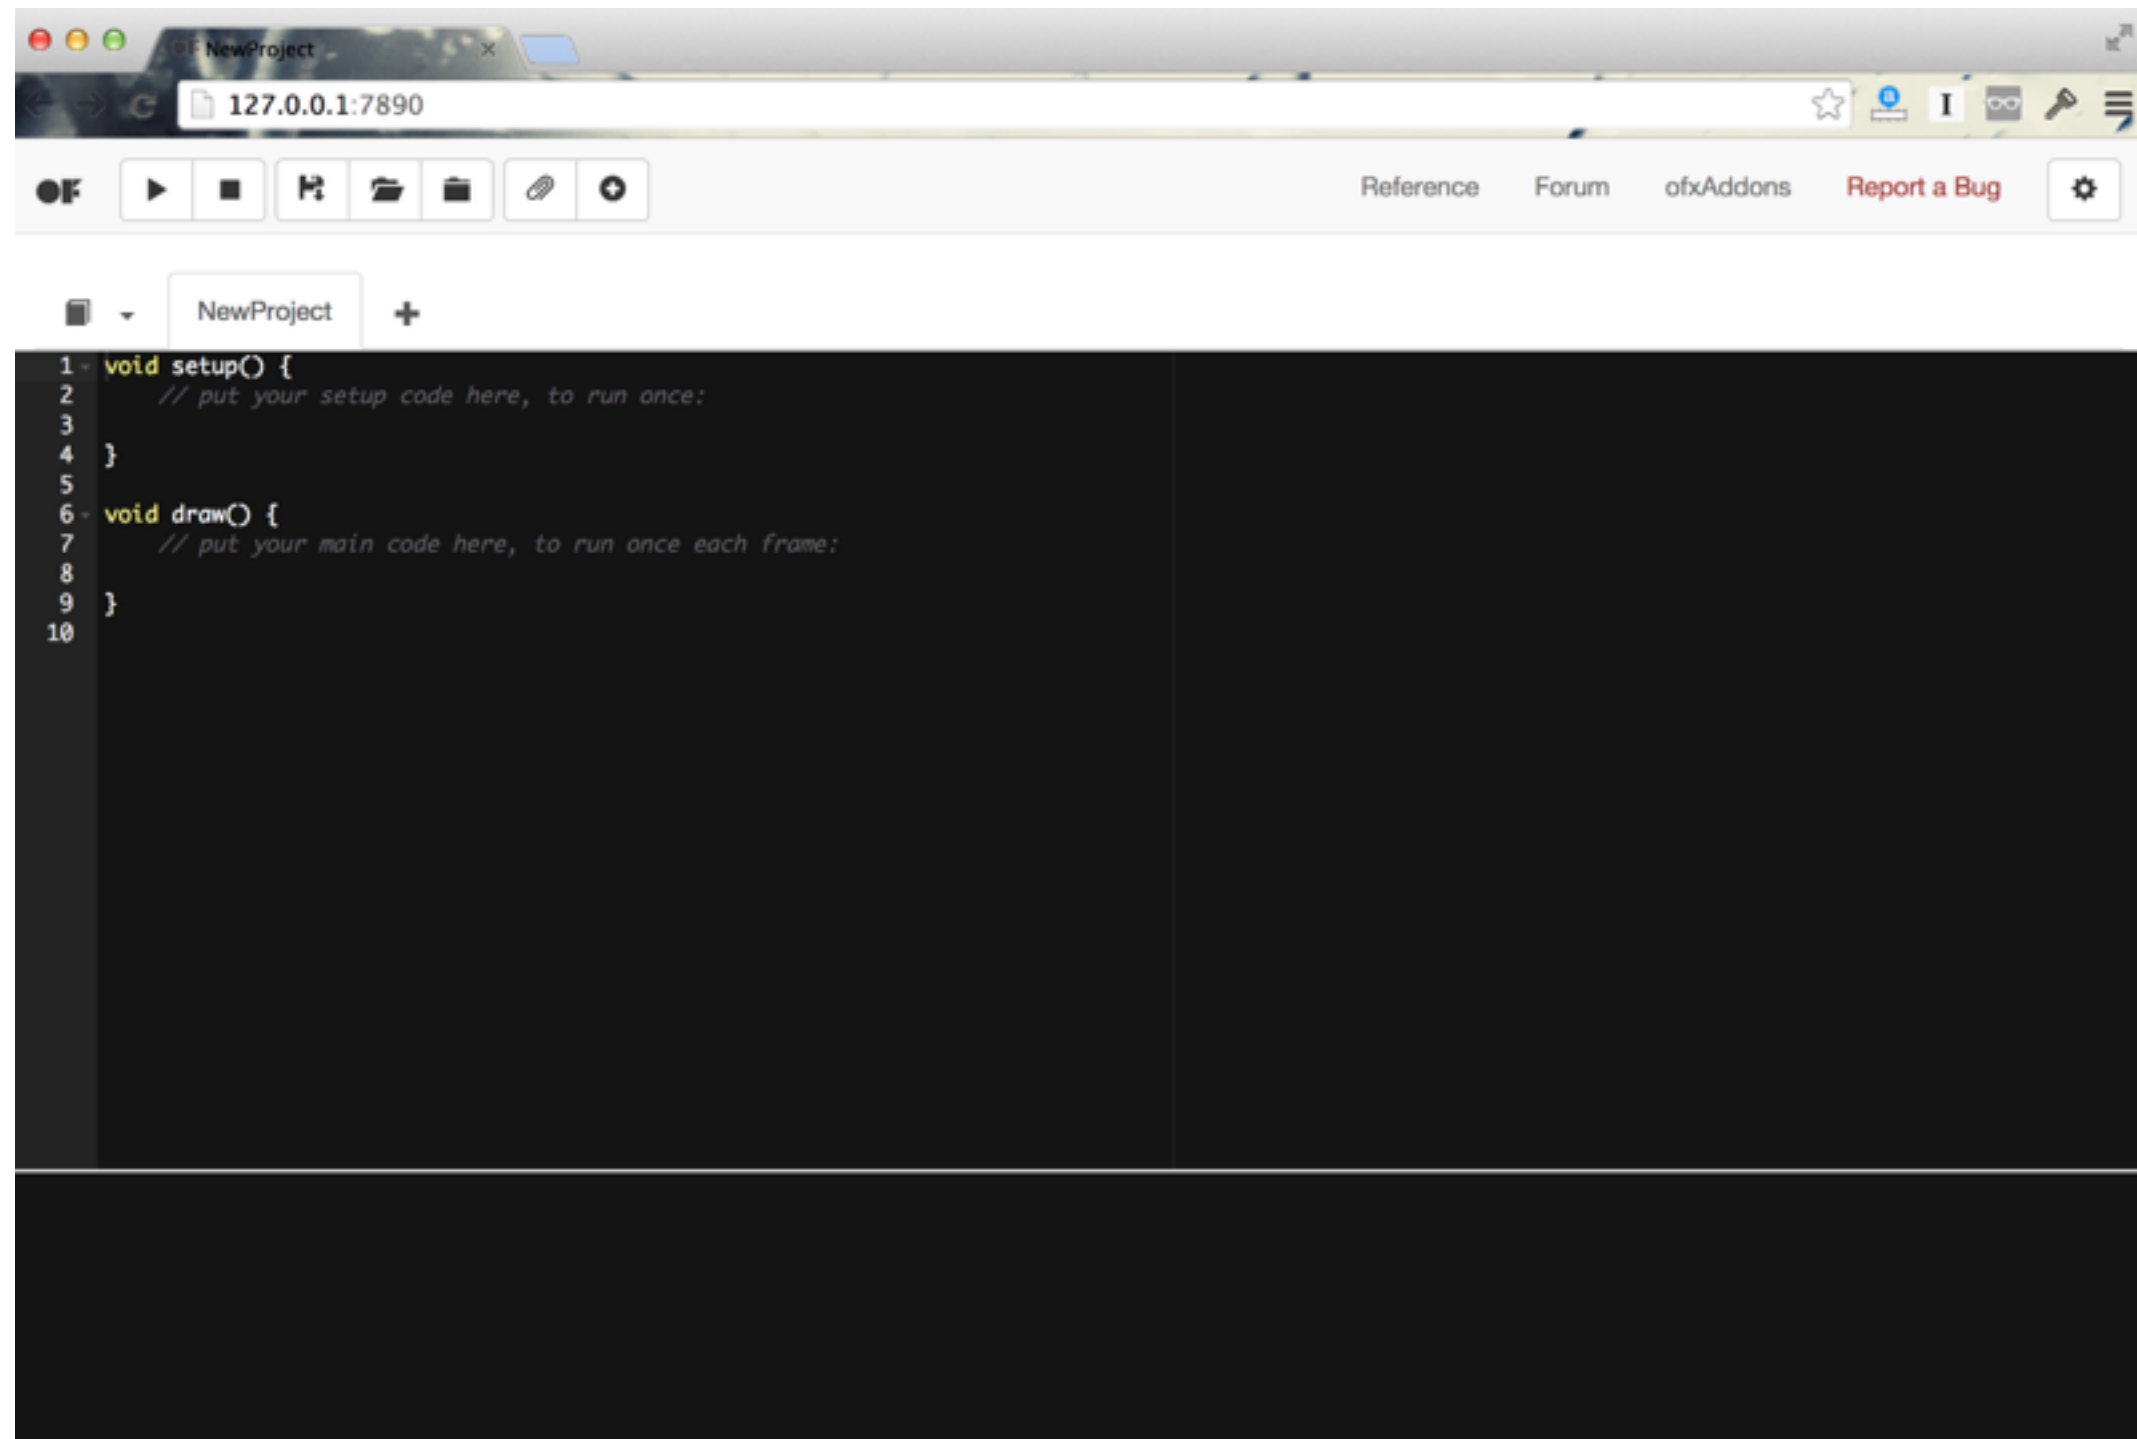 OF NewProject
127.0.0.1:7890
OF Reference Forum ofxAddons Report a Bug
NewProject
1 void setup() {
2 // put your setup code here, to run once:
3
4 }
5
6 void draw() {
7 // put your main code here, to run once each frame:
8
9 }
10